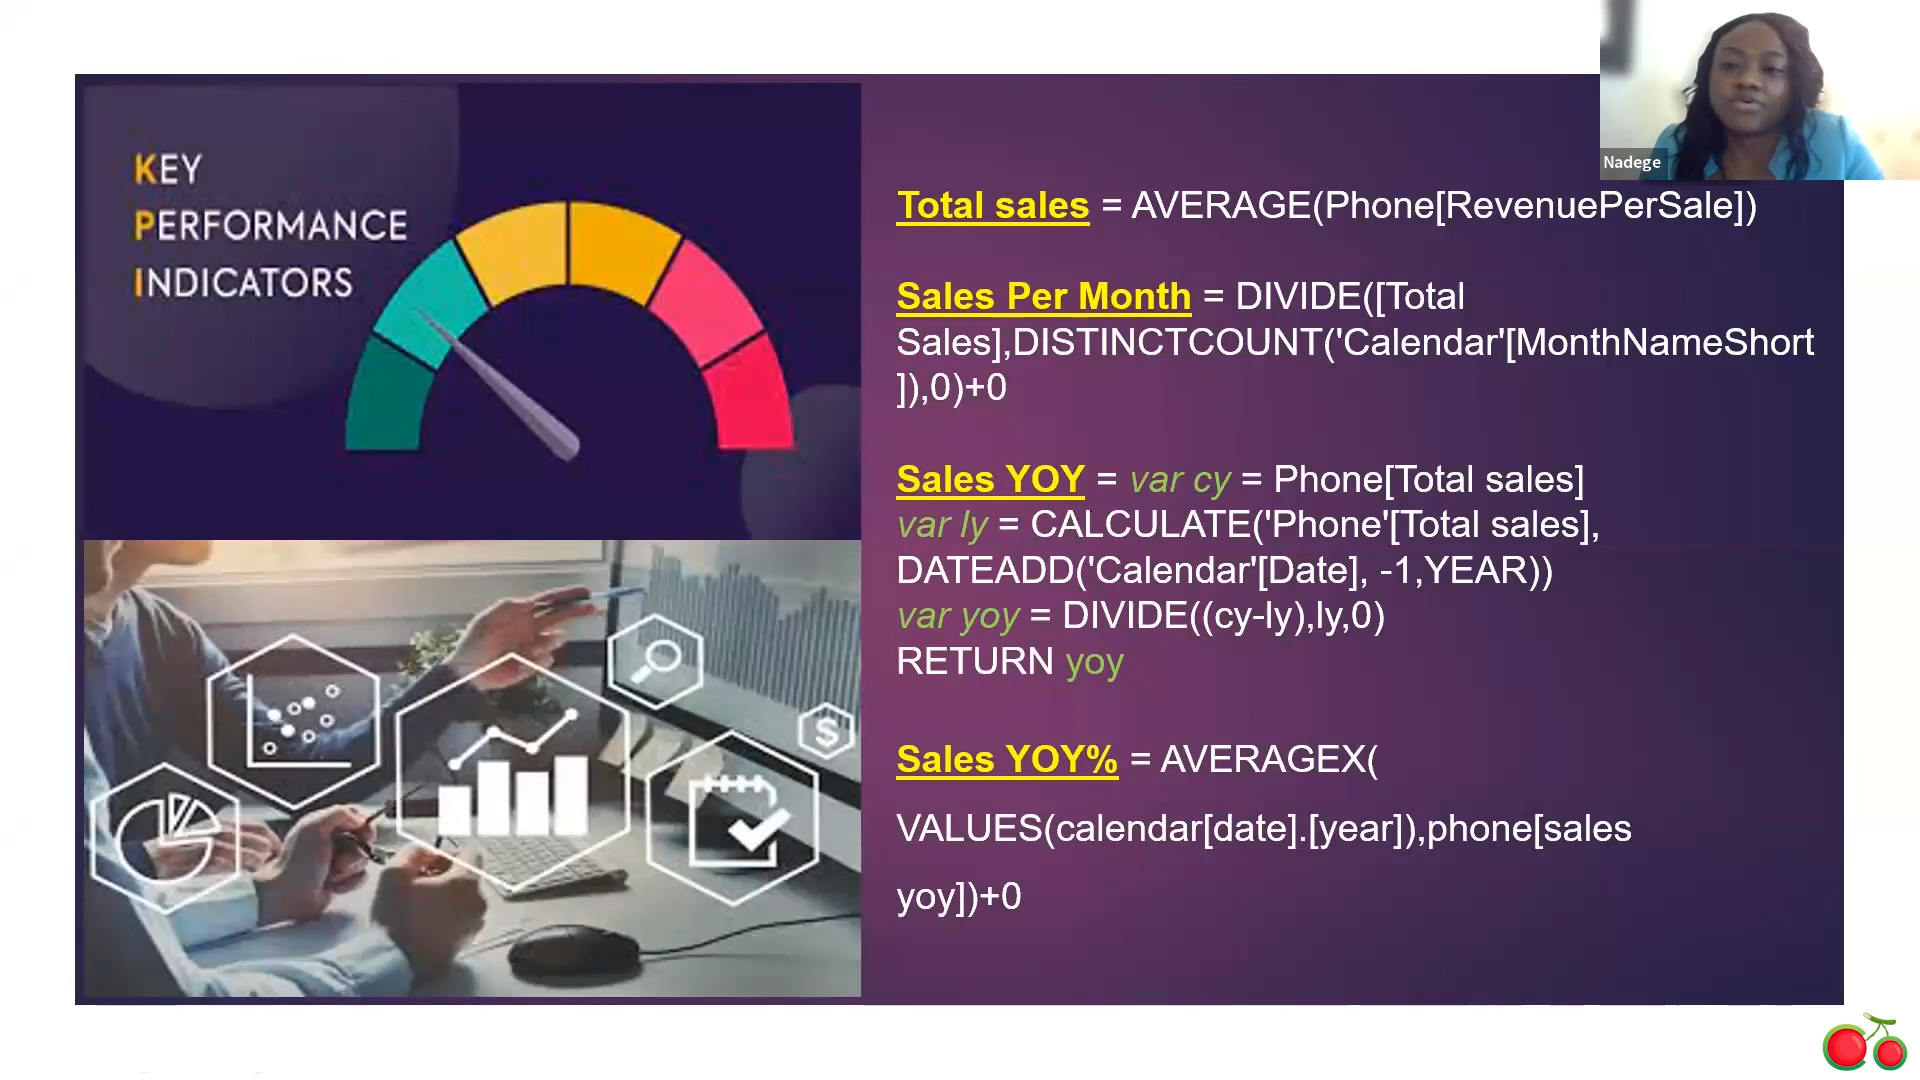 Nadege
KEY
PERFORMANCE
INDICATORS
Total sales = AVERAGE(Phone[RevenuePerSale])
Sales Per Month = DIVIDE([Total
Sales],DISTINCTCOUNT('Calendar'[MonthNameShort
]),0)+0
Sales YOY = var cy = Phone[Total sales]
var ly = CALCULATE('Phone'[Total sales],
DATEADD('Calendar'[Date], -1,YEAR))
var yoy = DIVIDE((cy-ly),ly,0)
RETURN yoy
Sales YOY% = AVERAGEX(
VALUES(calendar[date].[year]),phone[sales
yoy])+0
$